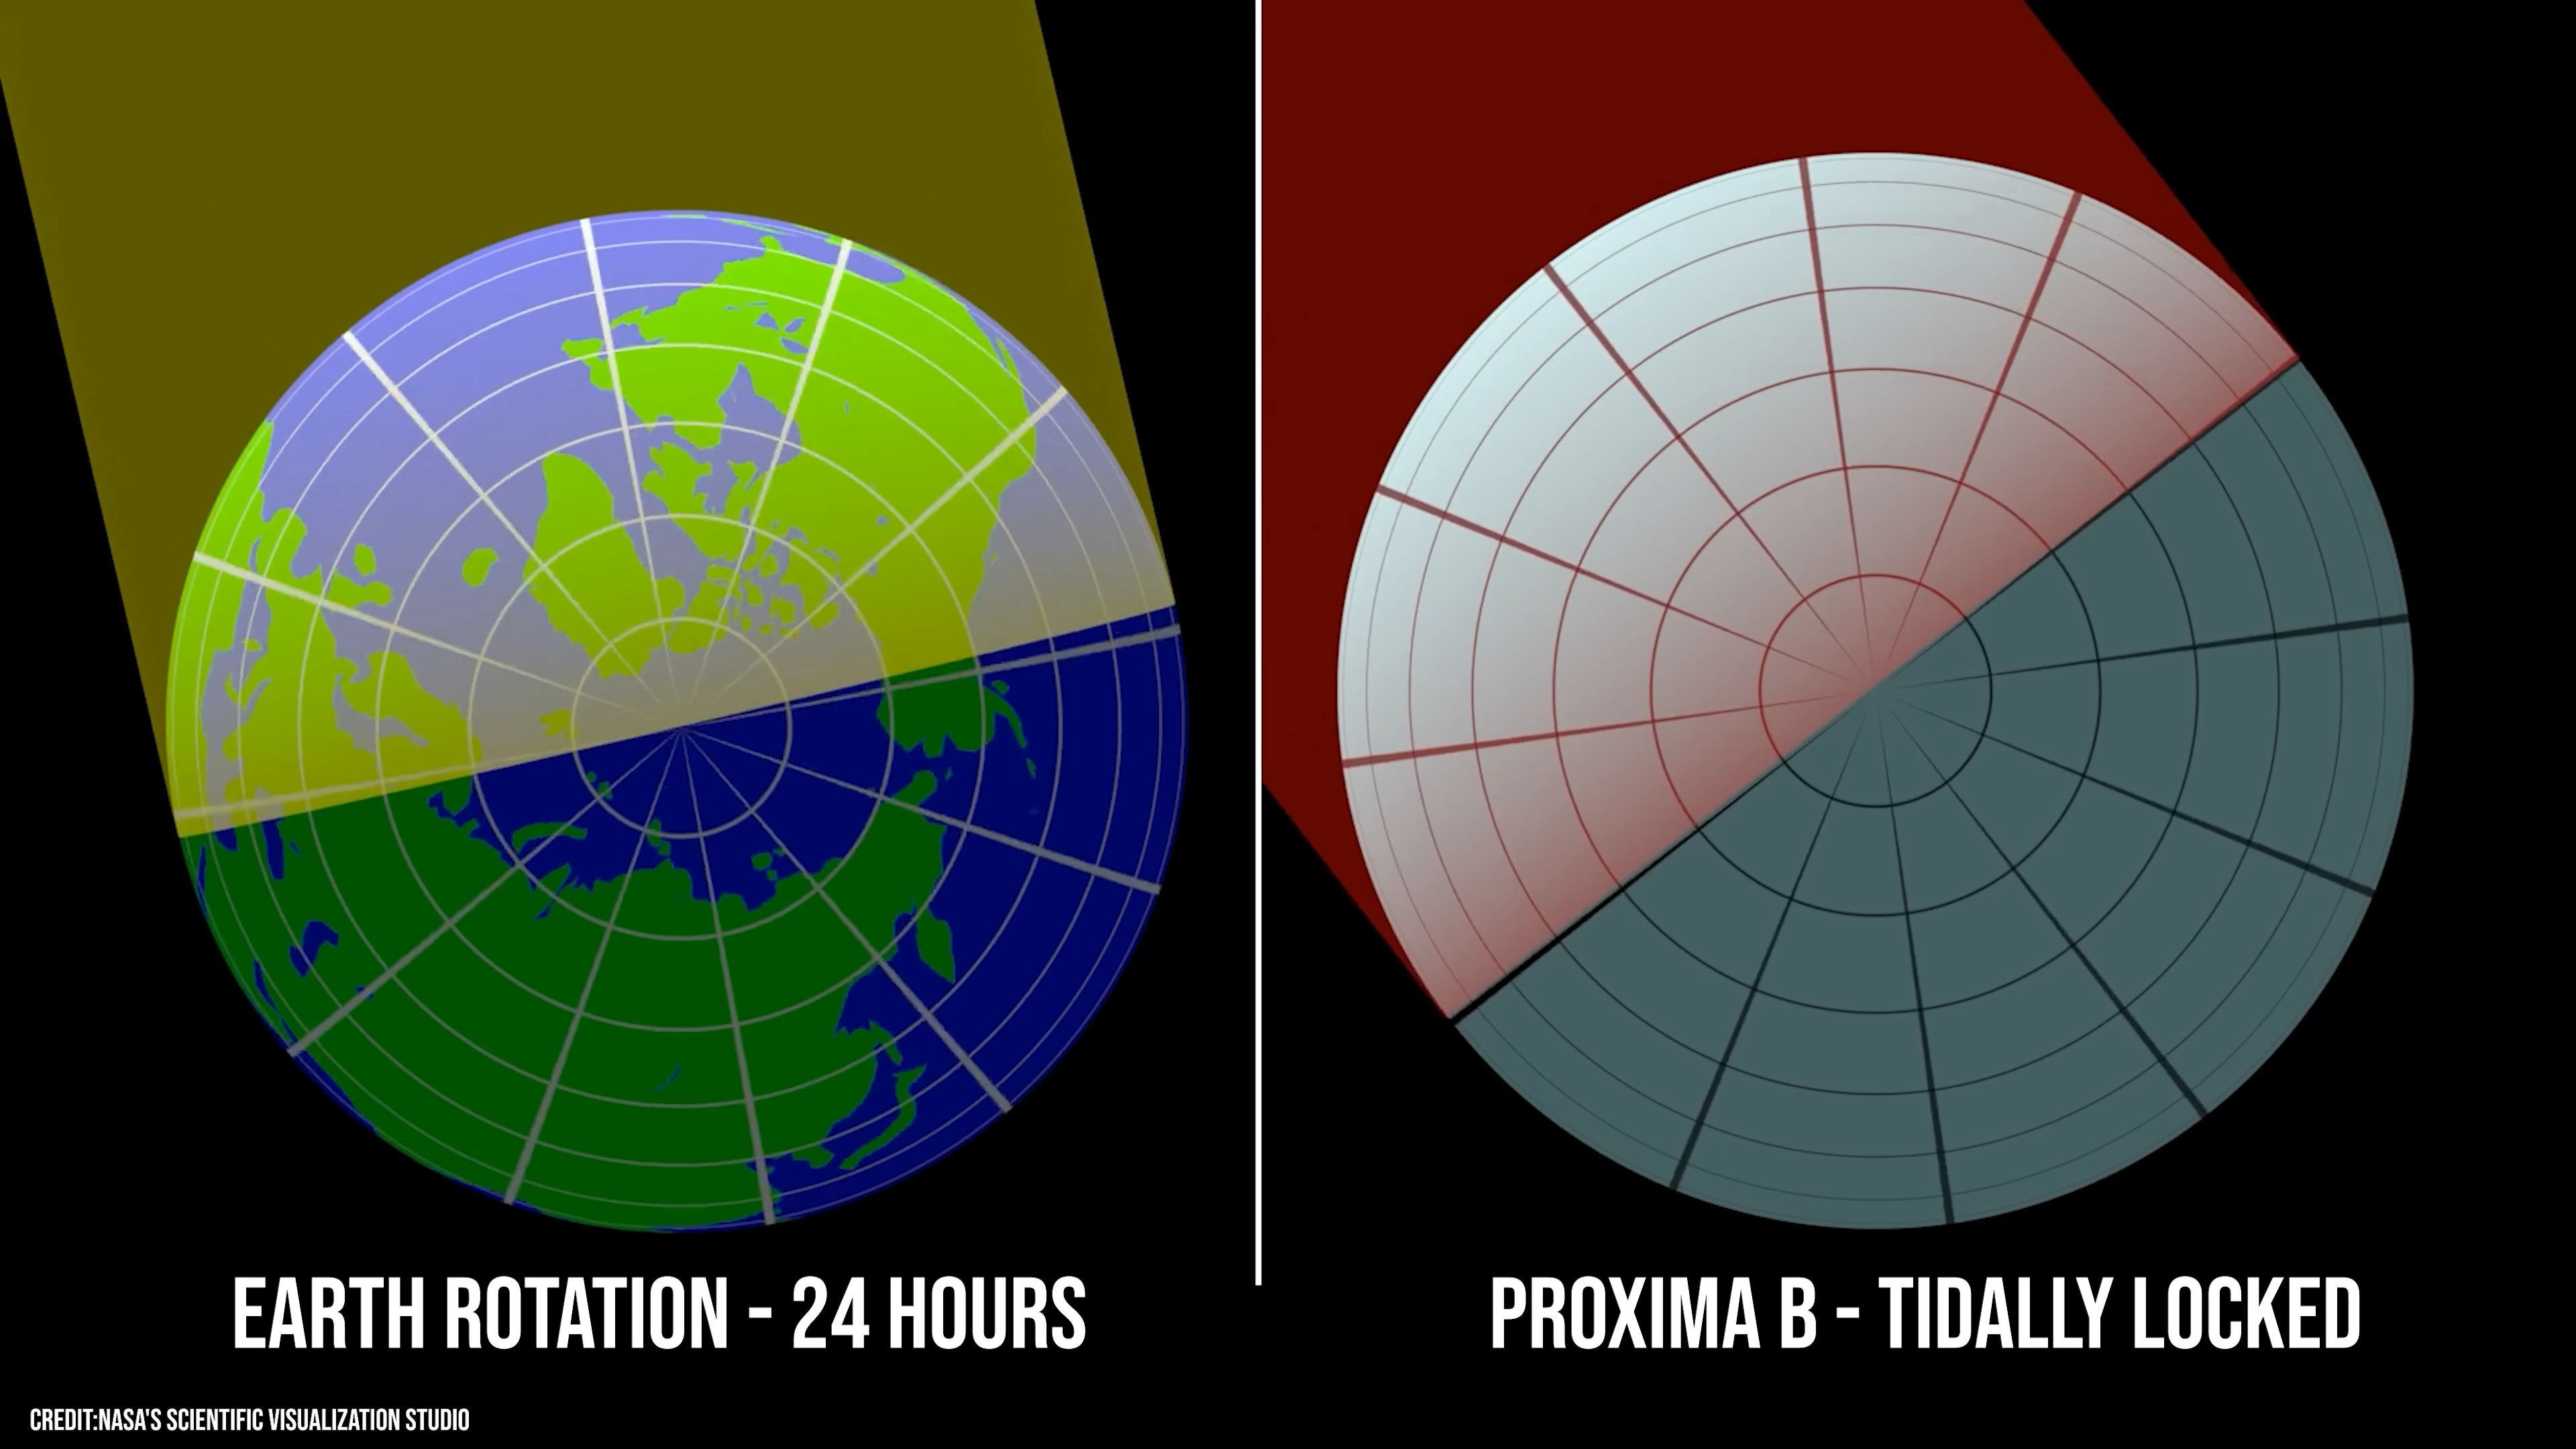 EARTH ROTATION - 24 HOURS
PROXIMA B - TIDALLY LOCKED
CREDIT:NASA'S SCIENTIFIC VISUALIZATION STUDIO